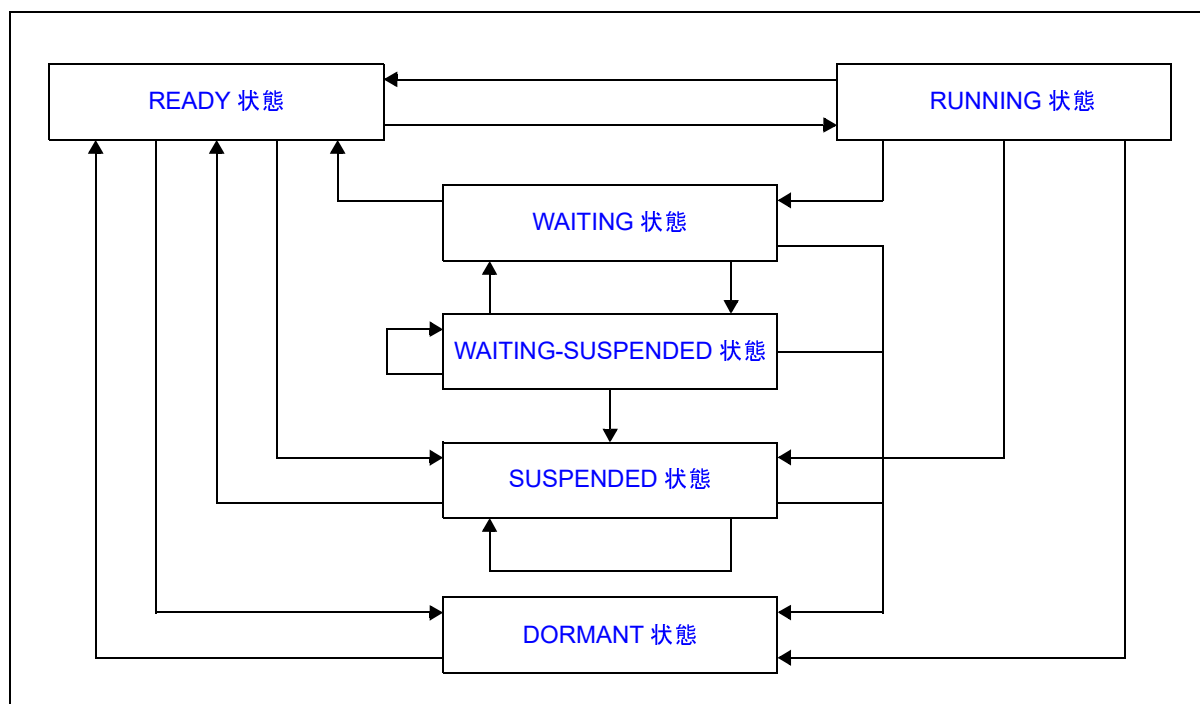 READY 状態
RUNNING 状態
WAITING 状態
WAITING-SUSPENDED 状態
SUSPENDED 状態
DORMANT 状態